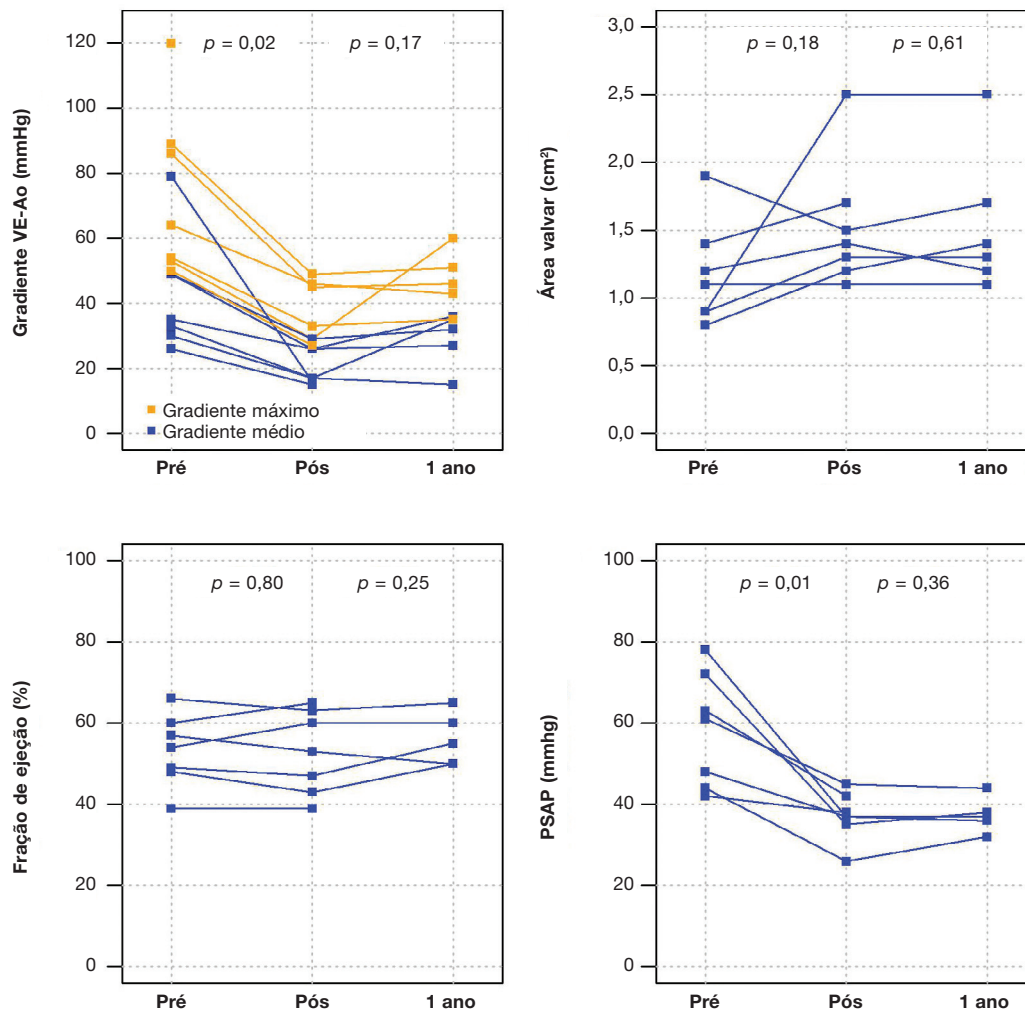 Gradiente VE-Ao (mmHg)
120
100
80
60
40
20
0
p = 0,02
p = 0,17
Gradiente máximo
Gradiente médio
Pré
Pós
1 ano
Área valvar (cm²)
3,0
2,5
2,0
1,5
1,0
0,5
0,0
p = 0,18
p = 0,61
Pré
Pós
1 ano
Fração de ejeção (%)
100
80
60
40
20
0
p = 0,80
p = 0,25
Pré
Pós
1 ano
PSAP (mmhg)
100
80
60
40
20
0
p = 0,01
p = 0,36
Pré
Pós
1 ano